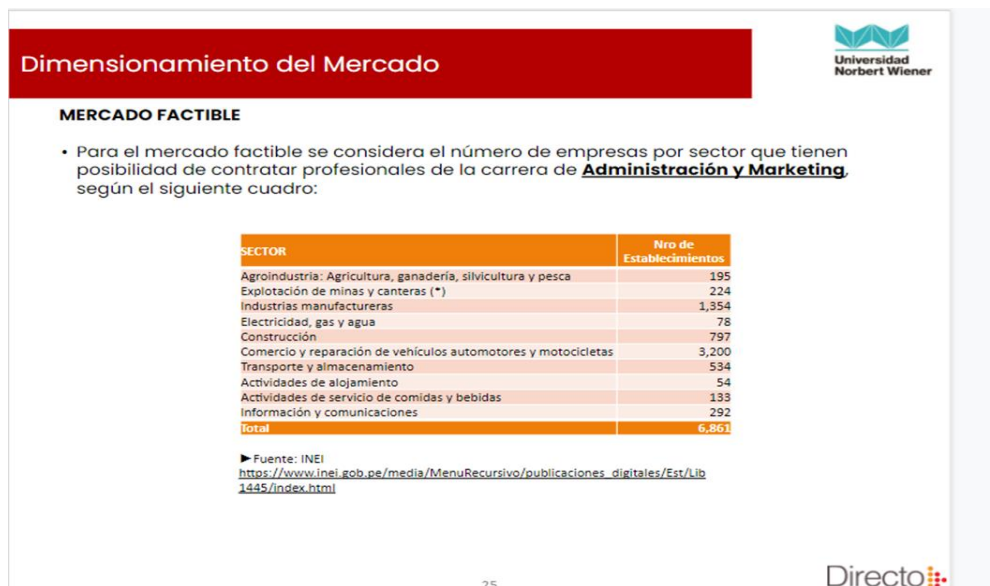 Dimensionamiento del Mercado
Universidad
Norbert Wiener
MERCADO FACTIBLE
• Para el mercado factible se considera el número de empresas por sector que tienen
posibilidad de contratar profesionales de la carrera de Administración y Marketing,
según el siguiente cuadro:
SECTOR Nro de Establecimientos
Agroindustria: Agricultura, ganadería, silvicultura y pesca 195
Explotación de minas y canteras (*) 224
Industrias manufactureras 1,354
Electricidad, gas y agua 78
Construcción 797
Comercio y reparación de vehículos automotores y motocicletas 3,200
Transporte y almacenamiento 534
Actividades de alojamiento 54
Actividades de servicio de comidas y bebidas 133
Información y comunicaciones 292
Total 6,861
►Fuente: INEI
https://www.inei.gob.pe/media/MenuRecursivo/publicaciones_digitales/Est/Lib
1445/index.html
25
Directo